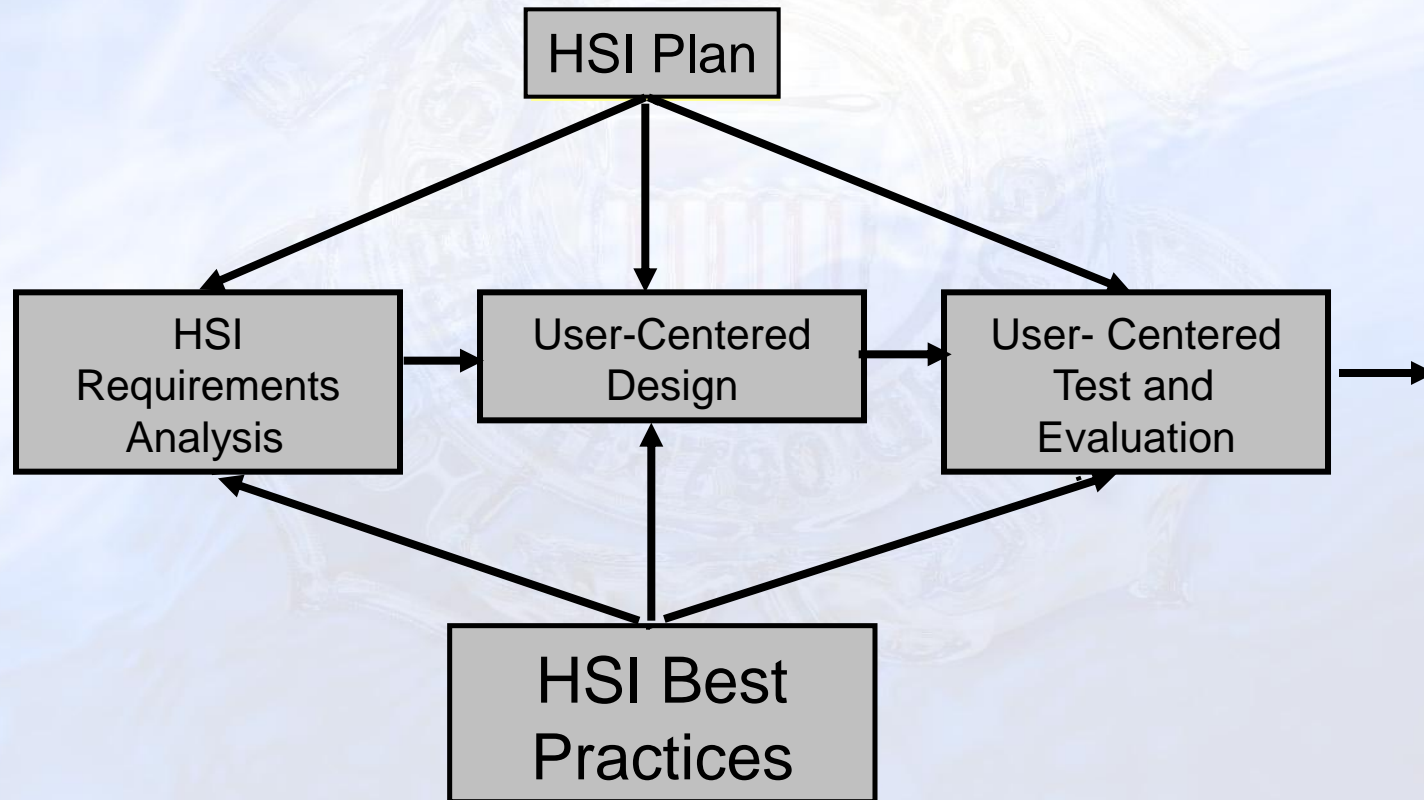 HSI Plan
HSI
Requirements
Analysis
User-Centered
Design
User- Centered
Test and
Evaluation
HSI Best
Practices